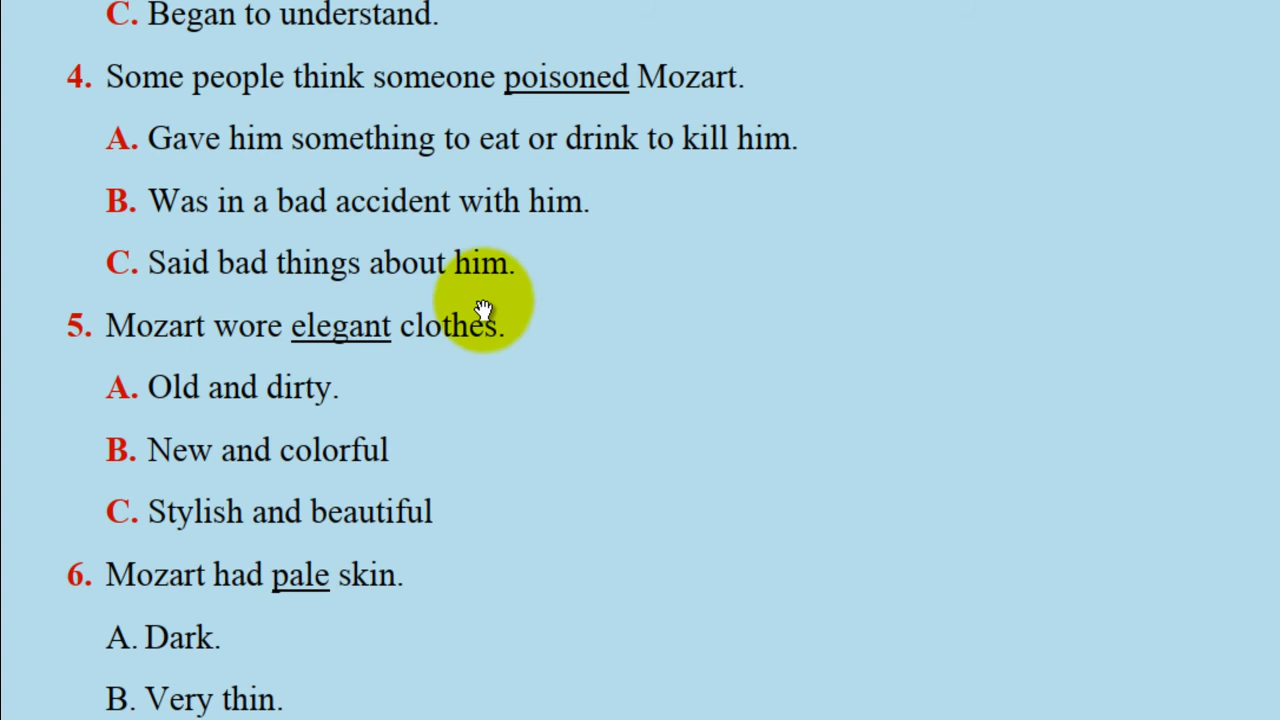 C. Began to understand.
4. Some people think someone poisoned Mozart.
A. Gave him something to eat or drink to kill him.
B. Was in a bad accident with him.
C. Said bad things about him.
5. Mozart wore elegant clothes.
A. Old and dirty.
B. New and colorful
C. Stylish and beautiful
6. Mozart had pale skin.
A. Dark.
B. Very thin.